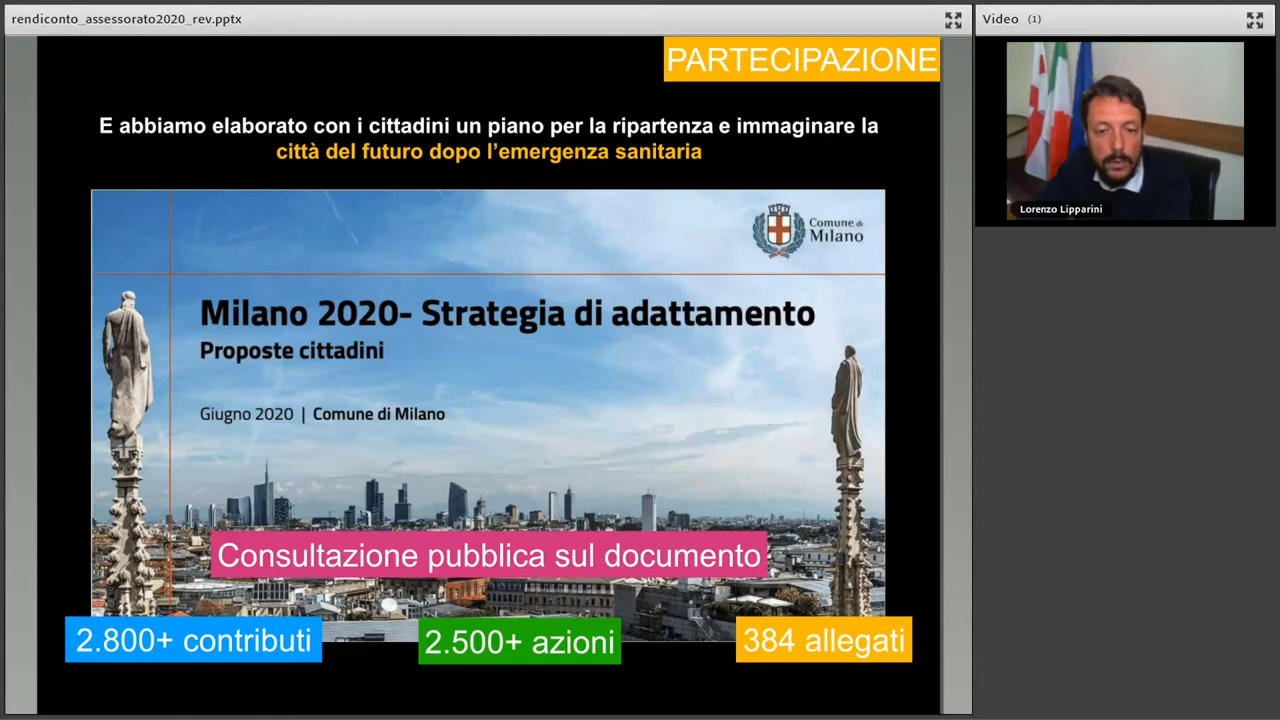 rendiconto_assessorato2020_rev.pptx
Video (1)
PARTECIPAZIONE
E abbiamo elaborato con i cittadini un piano per la ripartenza e immaginare la
città del futuro dopo l’emergenza sanitaria
Comune di
Milano
Milano 2020- Strategia di adattamento
Proposte cittadini
Giugno 2020 | Comune di Milano
Consultazione pubblica sul documento
2.800+ contributi
2.500+ azioni
384 allegati
Lorenzo Lipparini